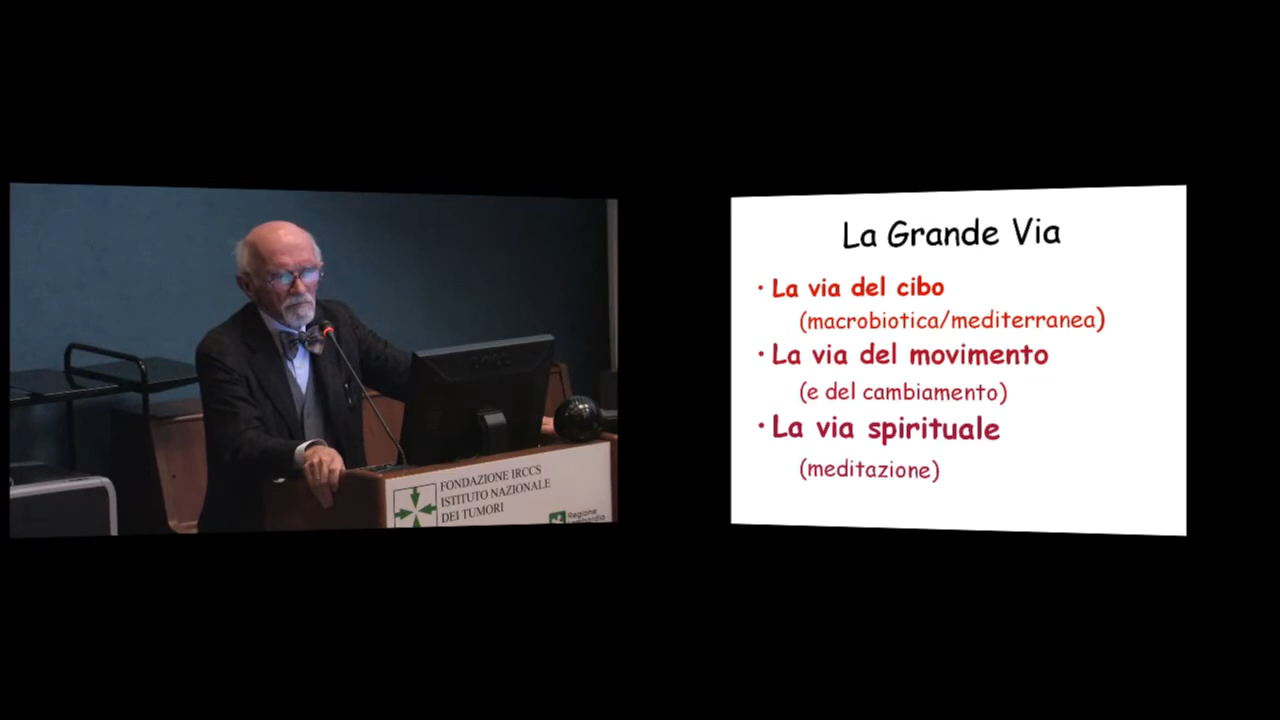 FONDAZIONE IRCCS
ISTITUTO NAZIONALE
DEI TUMORI
Regione
Lombardia
La Grande Via
• La via del cibo
(macrobiotica/mediterranea)
• La via del movimento
(e del cambiamento)
• La via spirituale
(meditazione)